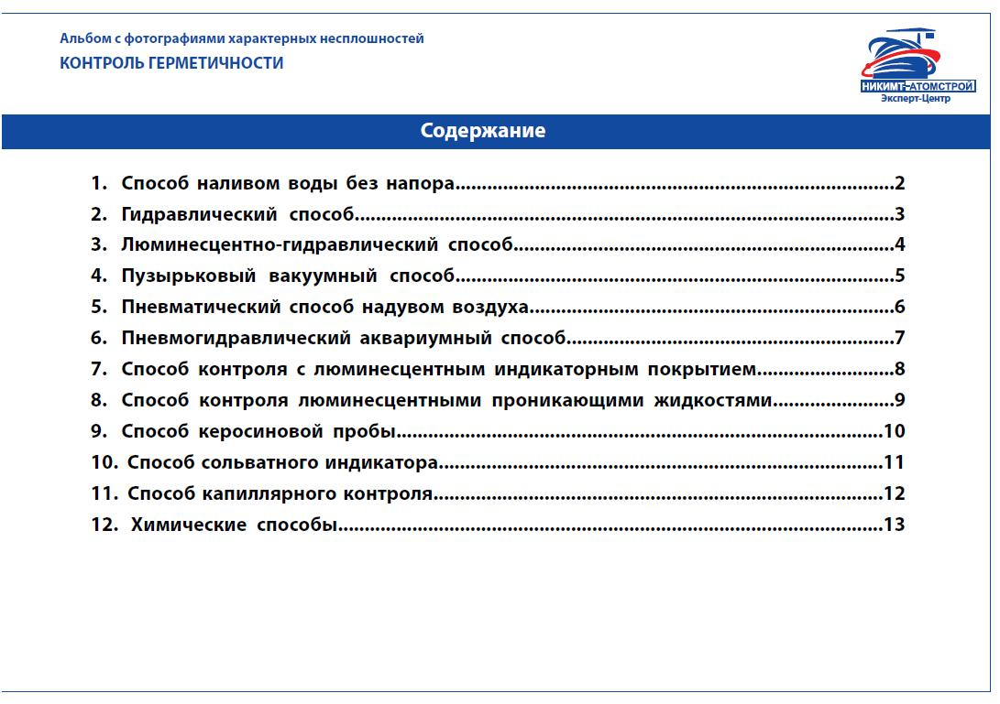 Альбом с фотографиями характерных несплошностей
КОНТРОЛЬ ГЕРМЕТИЧНОСТИ
НИКИМТ-АТОМСТРОЙ
Эксперт-Центр
Содержание
1. Способ наливом воды без напора....................2
2. Гидравлический способ....................3
3. Люминесцентно-гидравлический способ....................4
4. Пузырьковый вакуумный способ....................5
5. Пневматический способ надувом воздуха....................6
6. Пневмогидравлический аквариумный способ....................7
7. Способ контроля с люминесцентным индикаторным покрытием....................8
8. Способ контроля люминесцентными проникающими жидкостями....................9
9. Способ керосиновой пробы....................10
10. Способ сольватного индикатора....................11
11. Способ капиллярного контроля....................12
12. Химические способы....................13